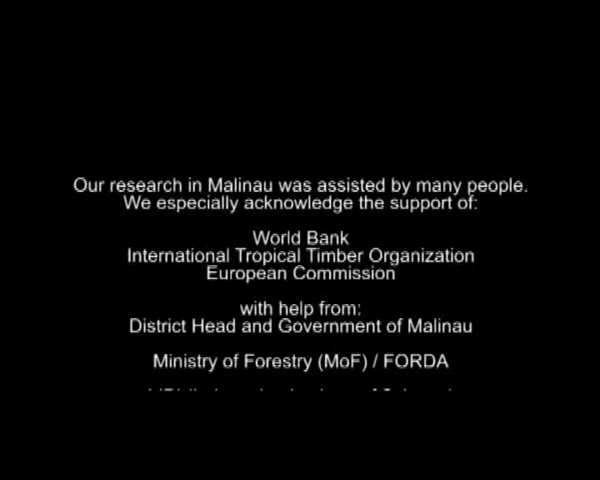 Our research in Malinau was assisted by many people.
We especially acknowledge the support of:
World Bank
International Tropical Timber Organization
European Commission
with help from:
District Head and Government of Malinau
Ministry of Forestry (MoF) / FORDA